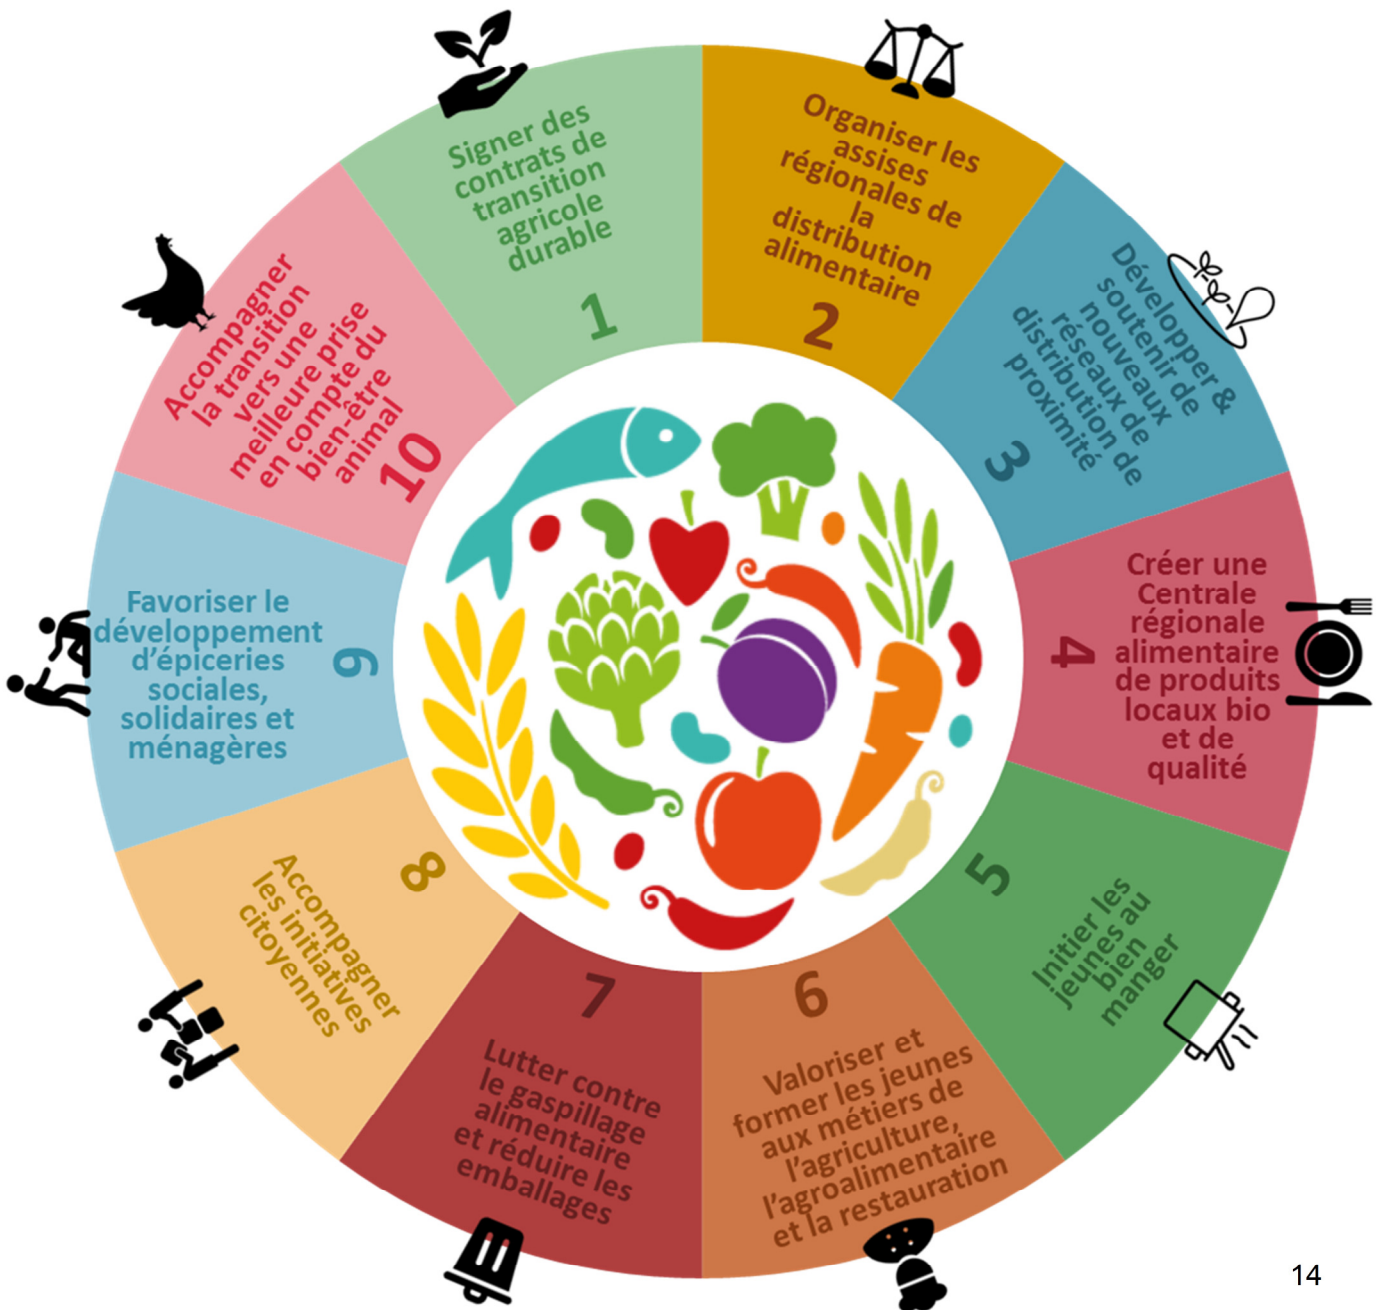 Signer des
contrats de
transition
agricole
durable
1
Organiser les
assises
régionales de
la
distribution
alimentaire
2
Développer &
soutenir de
nouveaux
réseaux de
distribution de
proximité
3
Créer une
Centrale
régionale
alimentaire
de produits
locaux bio
et de
qualité
4
5
Initier les
jeunes au
bien
manger
6
Valoriser et
former les jeunes
aux métiers de
l’agriculture,
l’agroalimentaire
et la restauration
7
Lutter contre
le gaspillage
alimentaire
et réduire les
emballages
8
Accompagner
les initiatives
citoyennes
9
Favoriser le
développement
d’épiceries
sociales,
solidaires et
ménagères
Accompagner
la transition
vers une
meilleure prise
en compte du
bien-être
animal
10
14